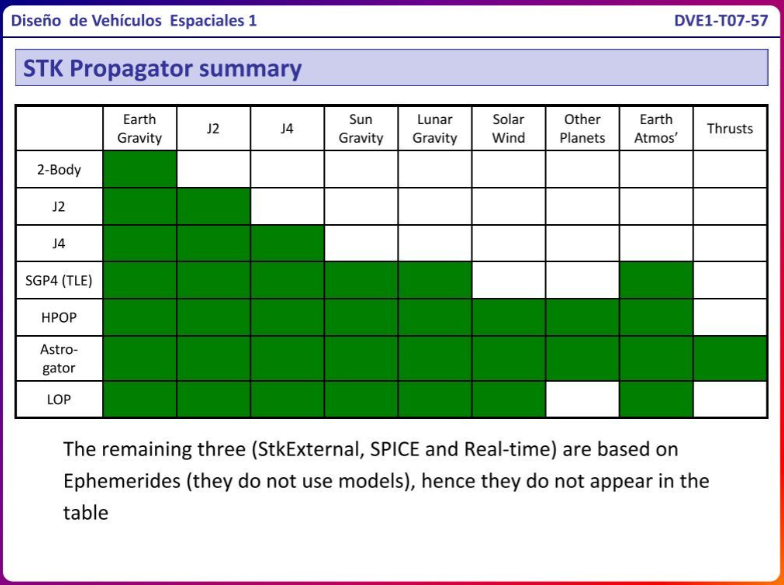 Diseño de Vehículos Espaciales 1
DVE1-T07-57
STK Propagator summary
Earth Gravity J2 J4 Sun Gravity Lunar Gravity Solar Wind Other Planets Earth Atmos’ Thrusts
2-Body
J2
J4
SGP4 (TLE)
HPOP
Astro-
gator
LOP
The remaining three (StkExternal, SPICE and Real-time) are based on
Ephemerides (they do not use models), hence they do not appear in the
table